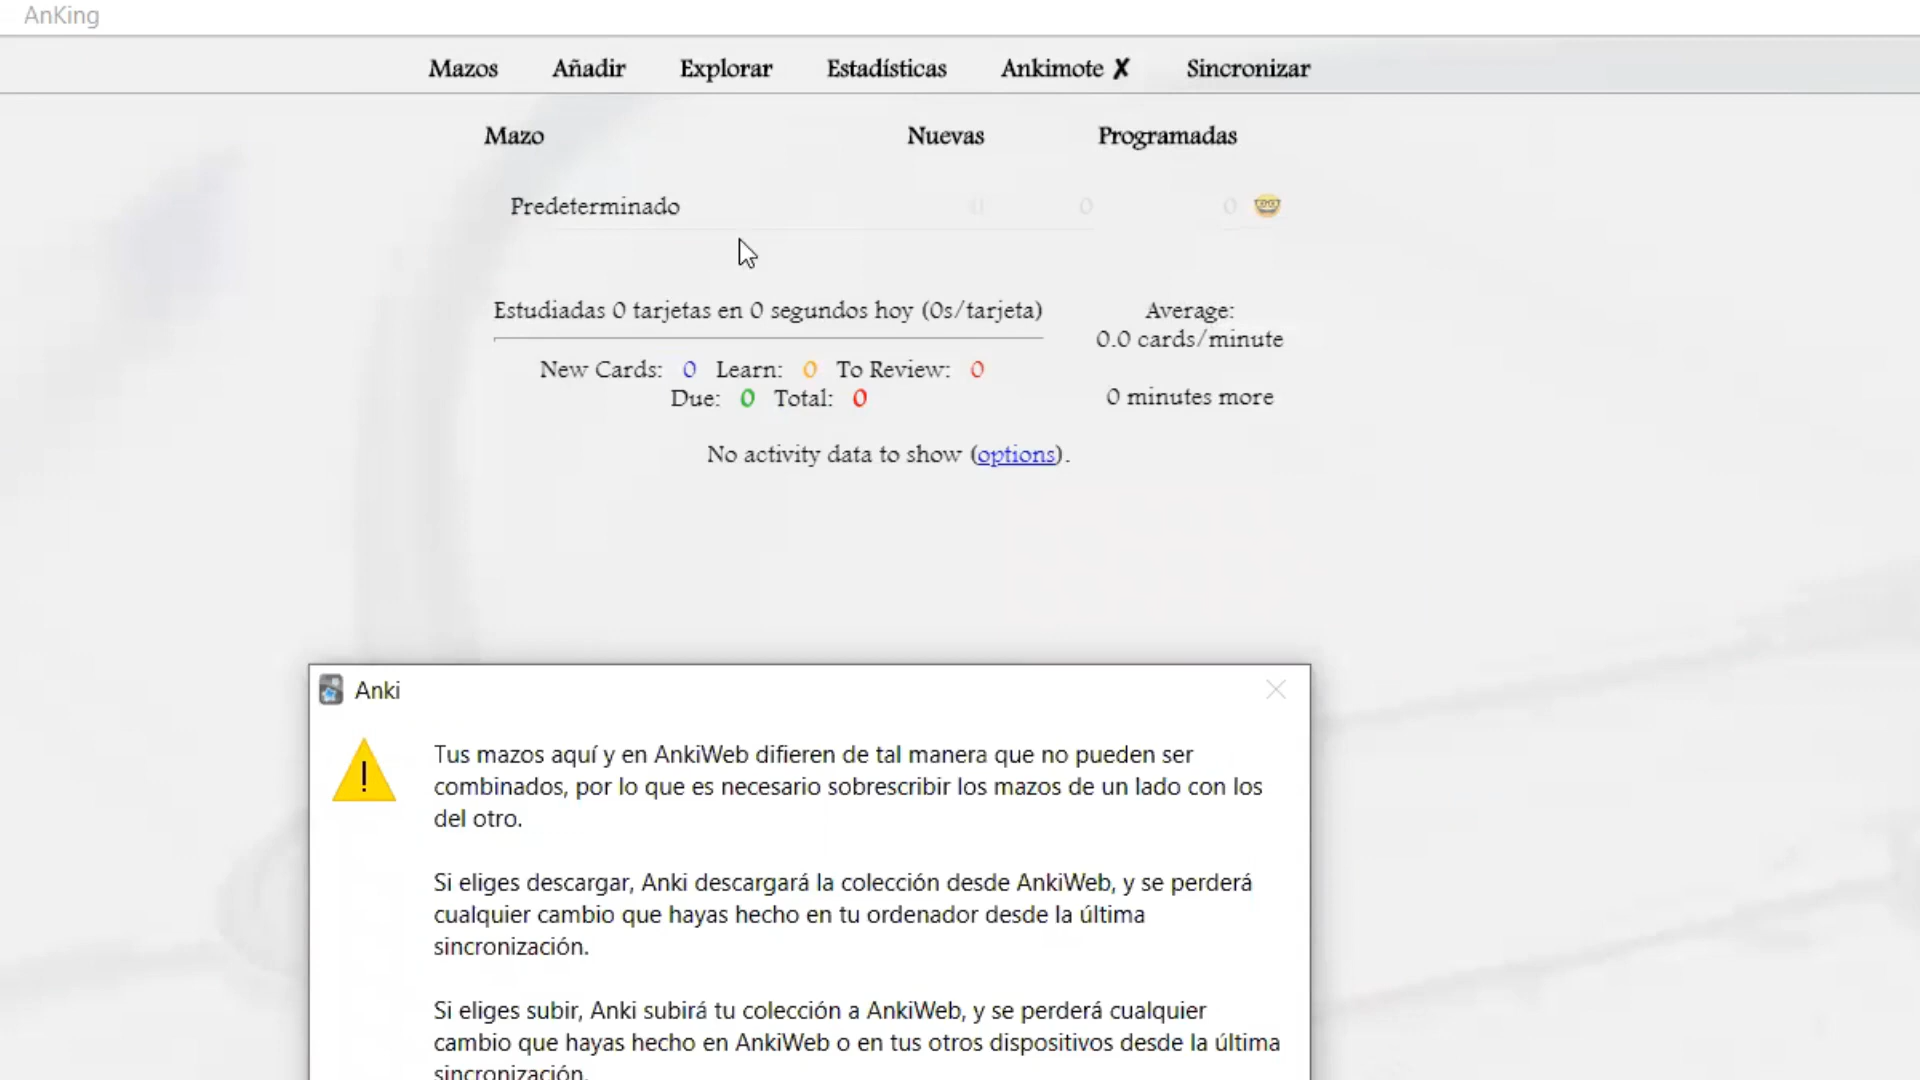 AnKing
Mazos Añadir Explorar Estadísticas Ankimote ✘ Sincronizar
Mazo Nuevas Programadas
Predeterminado 0 0 0 🤓
Estudiadas 0 tarjetas en 0 segundos hoy (0s/tarjeta)
Average:
0.0 cards/minute
New Cards: 0 Learn: 0 To Review: 0
Due: 0 Total: 0
0 minutes more
No activity data to show (options).
Anki
Tus mazos aquí y en AnkiWeb difieren de tal manera que no pueden ser
combinados, por lo que es necesario sobrescribir los mazos de un lado con los
del otro.
Si eliges descargar, Anki descargará la colección desde AnkiWeb, y se perderá
cualquier cambio que hayas hecho en tu ordenador desde la última
sincronización.
Si eliges subir, Anki subirá tu colección a AnkiWeb, y se perderá cualquier
cambio que hayas hecho en AnkiWeb o en tus otros dispositivos desde la última
sincronización.